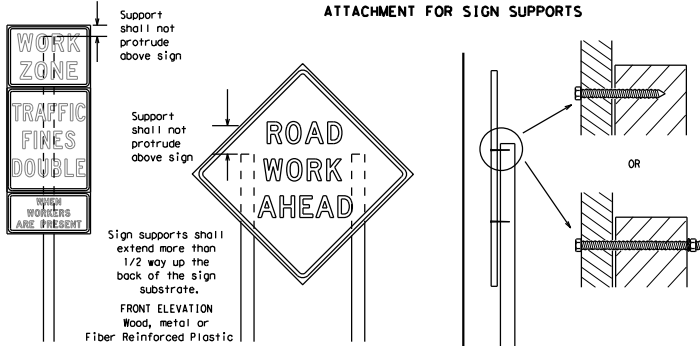 ATTACHMENT FOR SIGN SUPPORTS
Support
shall not
protrude
above sign
WORK
ZONE
TRAFFIC
FINES
DOUBLE
WHEN
WORKERS
ARE PRESENT
Support
shall not
protrude
above sign
ROAD
WORK
AHEAD
Sign supports shall
extend more than
1/2 way up the
back of the sign
substrate.
FRONT ELEVATION
Wood, metal or
Fiber Reinforced Plastic
OR